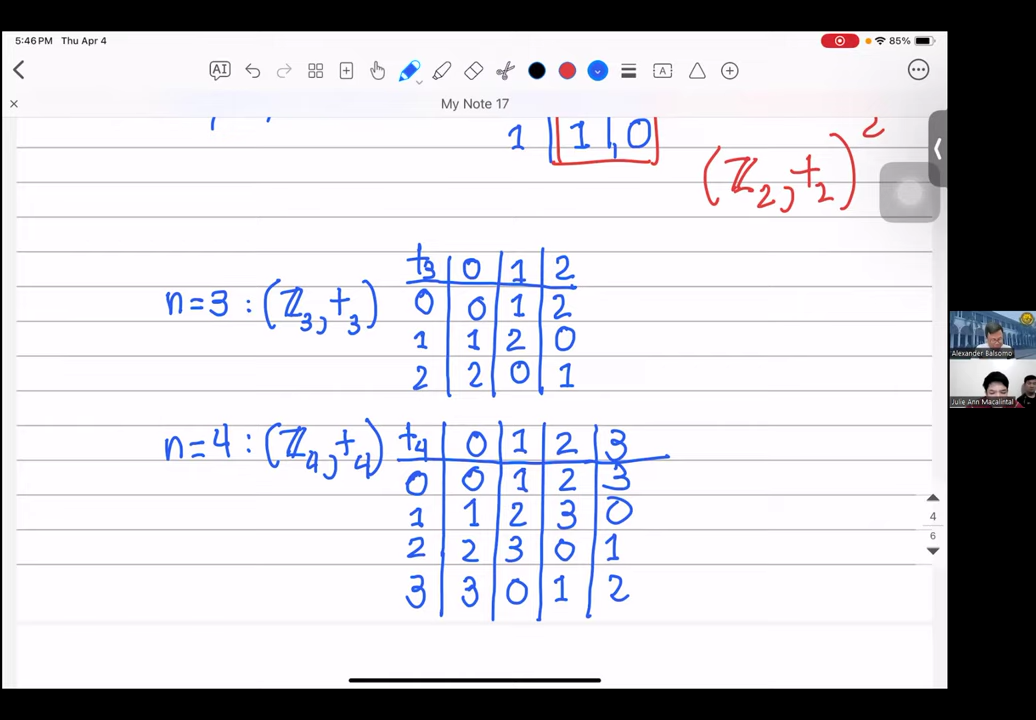 5:46 PM Thu Apr 4
85%
AI
A
My Note 17
1 | 1 | 0
(ℤ₂, +₂)
n=3 : (ℤ₃, +₃)
+₃ | 0 | 1 | 2
0 | 0 | 1 | 2
1 | 1 | 2 | 0
2 | 2 | 0 | 1
n=4 : (ℤ₄, +₄)
+₄ | 0 | 1 | 2 | 3
0 | 0 | 1 | 2 | 3
1 | 1 | 2 | 3 | 0
2 | 2 | 3 | 0 | 1
3 | 3 | 0 | 1 | 2
4
6
Alexander Balsomo
Julie Ann Macalintal